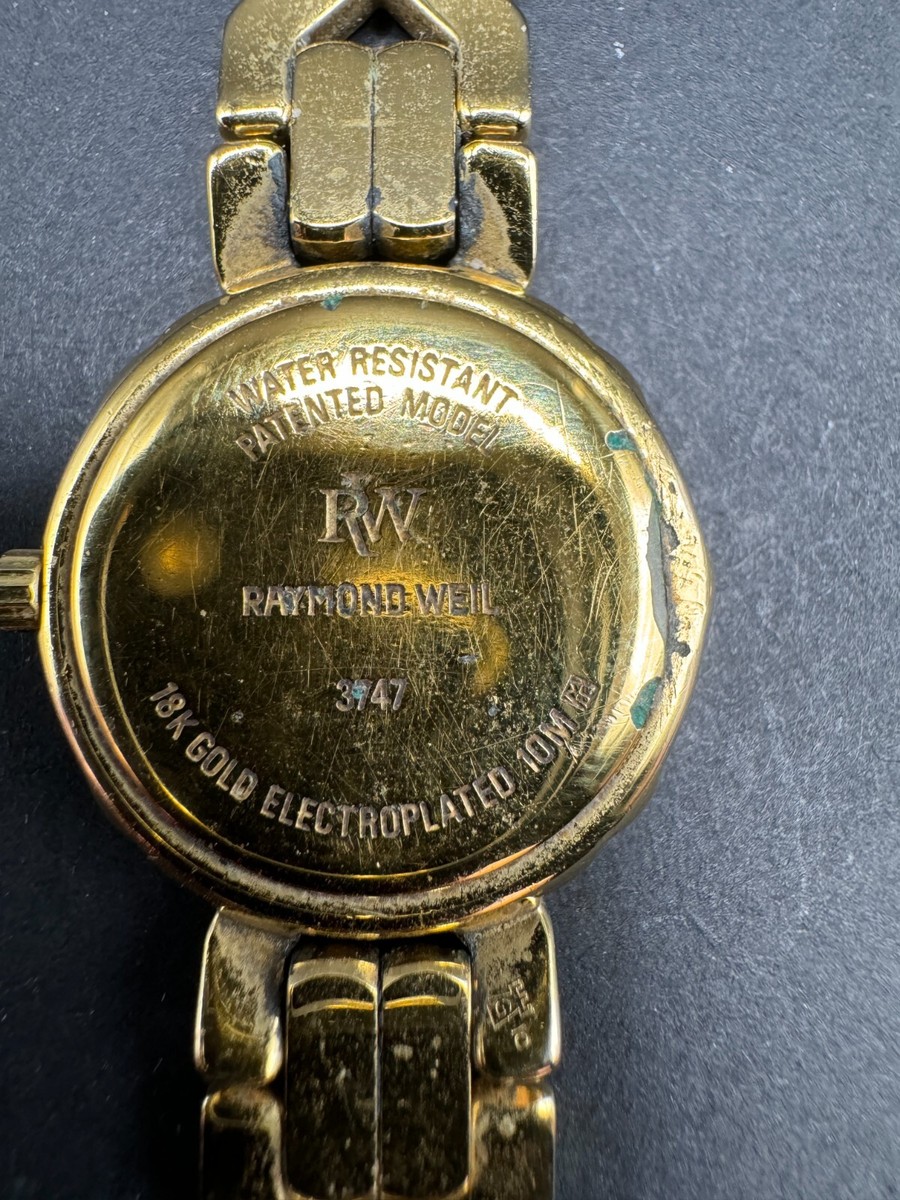 WATER RESISTANT
PATENTED MODEL
RW
RAYMOND WEIL
3747
18K GOLD ELECTROPLATED 10M